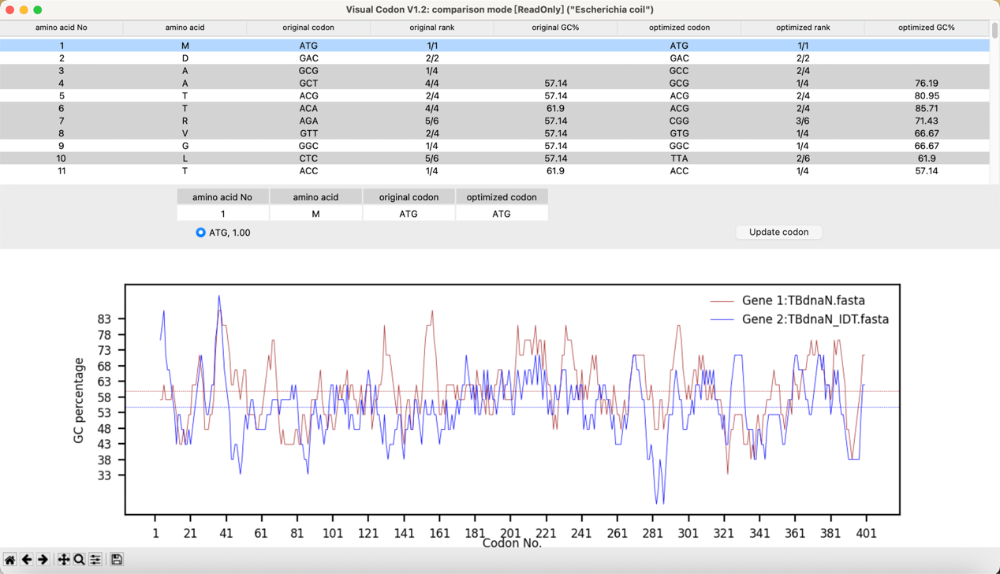 Visual Codon V1.2: comparison mode [ReadOnly] ("Escherichia coil")
amino acid No amino acid original codon original rank original GC% optimized codon optimized rank optimized GC%
1 M ATG 1/1 ATG 1/1
2 D GAC 2/2 GAC 2/2
3 A GCG 1/4 GCC 2/4
4 A GCT 4/4 57.14 GCG 1/4 76.19
5 T ACG 2/4 57.14 ACG 2/4 80.95
6 T ACA 4/4 61.9 ACG 2/4 85.71
7 R AGA 5/6 57.14 CGG 3/6 71.43
8 V GTT 2/4 57.14 GTG 1/4 66.67
9 G GGC 1/4 57.14 GGC 1/4 66.67
10 L CTC 5/6 57.14 TTA 2/6 61.9
11 T ACC 1/4 61.9 ACC 1/4 57.14
amino acid No amino acid original codon optimized codon
1 M ATG ATG
ATG, 1.00 Update codon
Gene 1:TBdnaN.fasta
Gene 2:TBdnaN_IDT.fasta
GC percentage
83
78
73
68
63
58
53
48
43
38
33
1 21 41 61 81 101 121 141 161 181 201 221 241 261 281 301 321 341 361 381 401
Codon No.